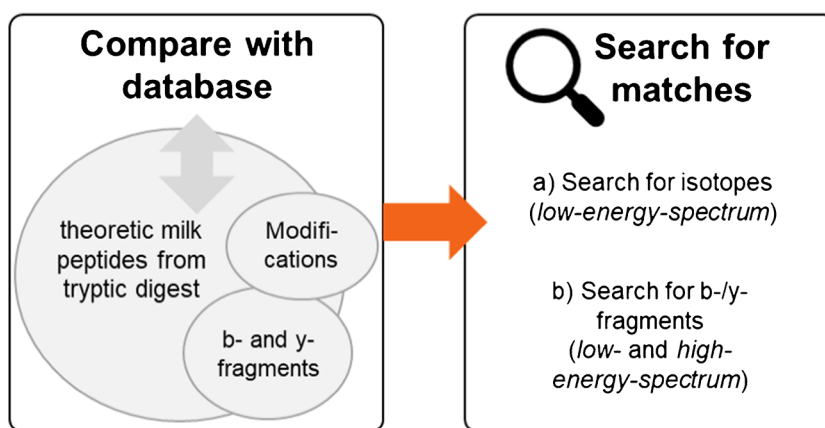 Compare with
database
theoretic milk
peptides from
tryptic digest
Modifi-
cations
b- and y-
fragments
Search for
matches
a) Search for isotopes
(low-energy-spectrum)
b) Search for b-/y-
fragments
(low- and high-
energy-spectrum)